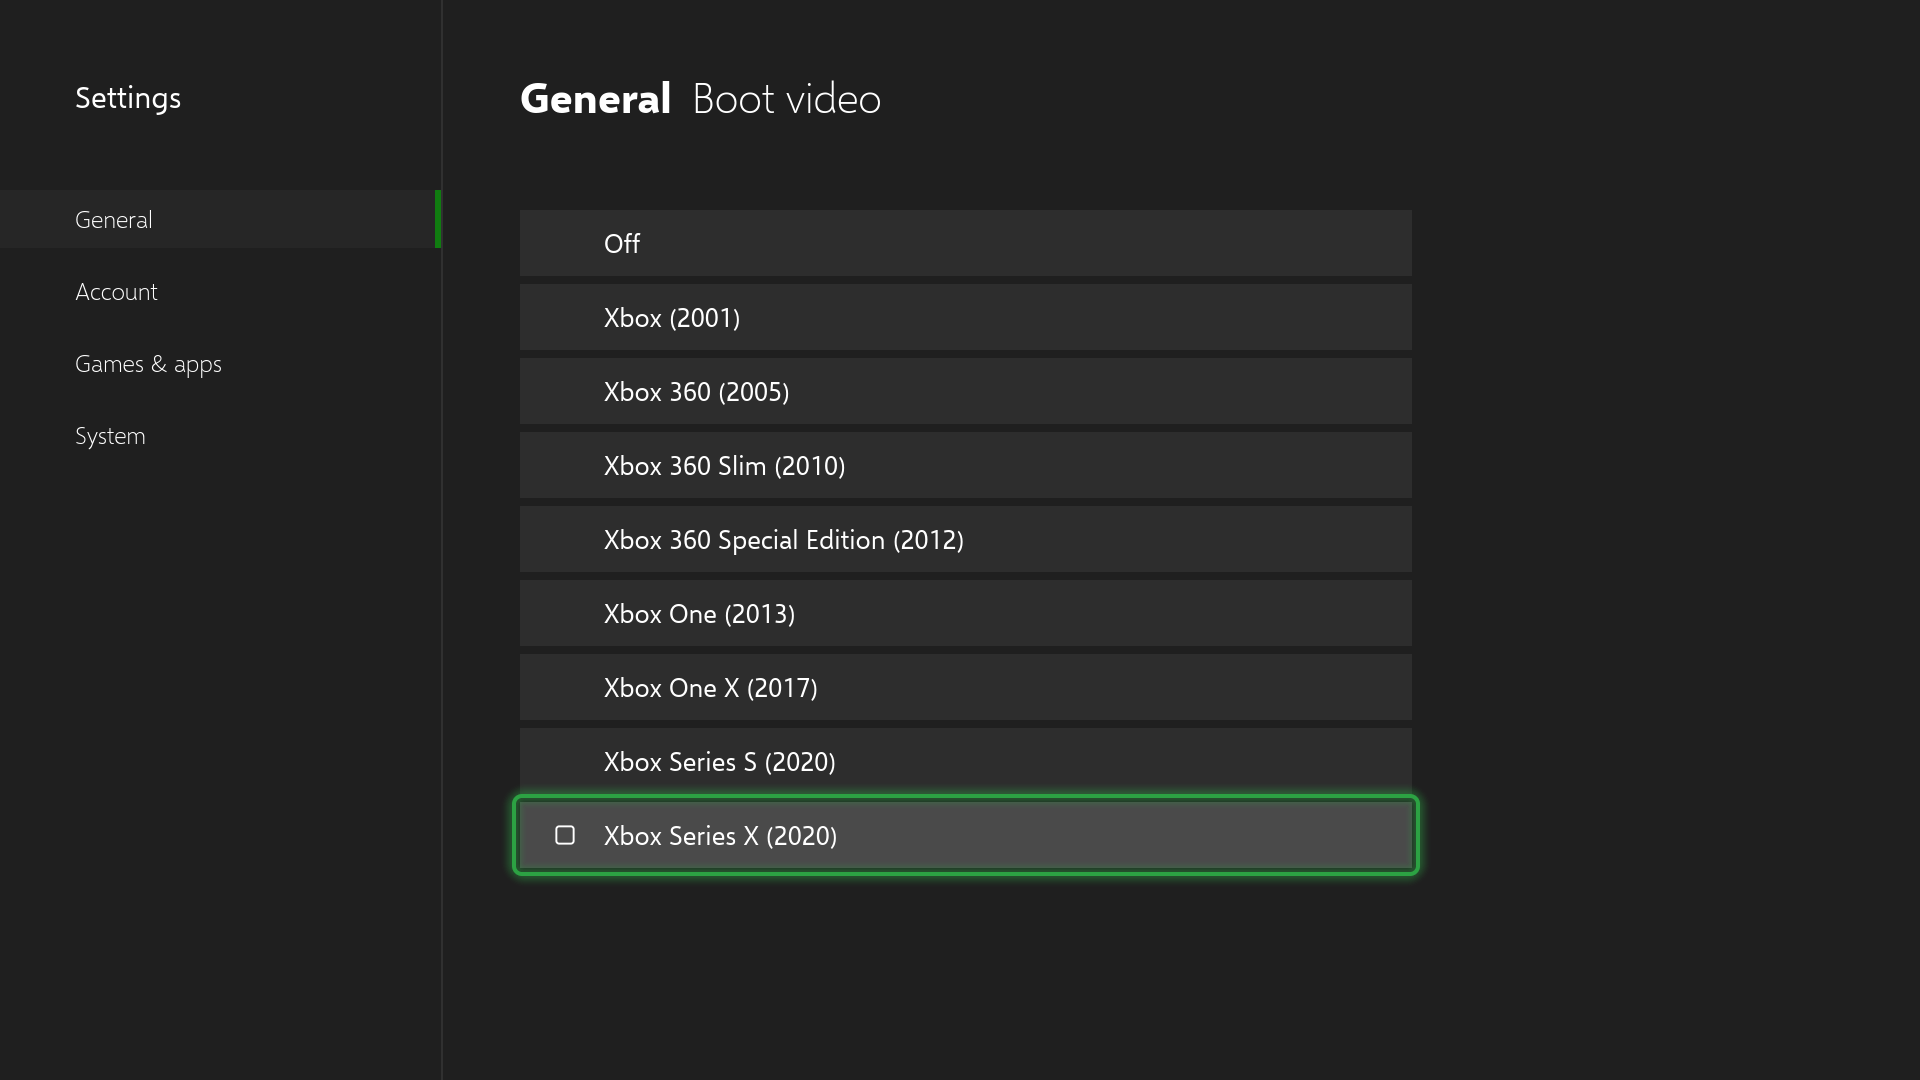 Settings
General
Account
Games & apps
System
General Boot video
Off
Xbox (2001)
Xbox 360 (2005)
Xbox 360 Slim (2010)
Xbox 360 Special Edition (2012)
Xbox One (2013)
Xbox One X (2017)
Xbox Series S (2020)
Xbox Series X (2020)